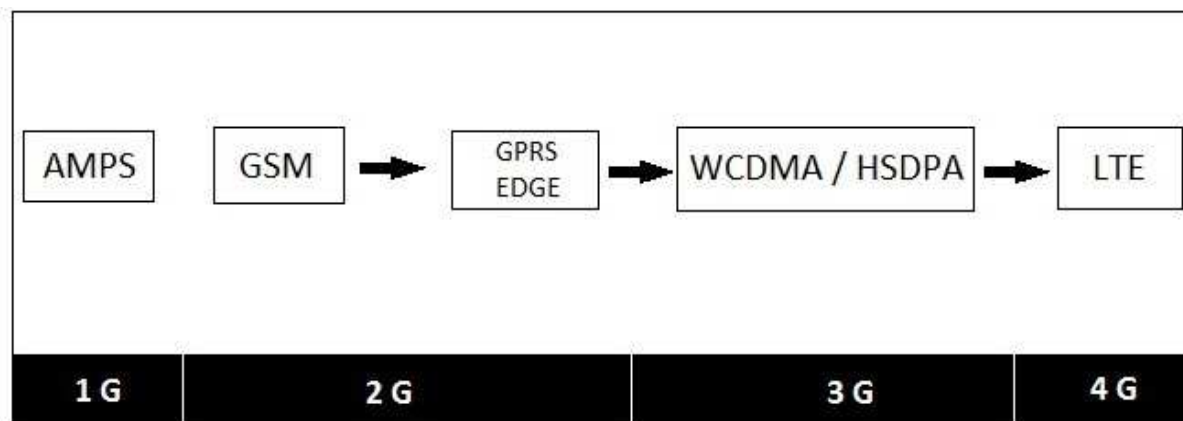 AMPS
GSM
GPRS
EDGE
WCDMA / HSDPA
LTE
1 G
2 G
3 G
4 G